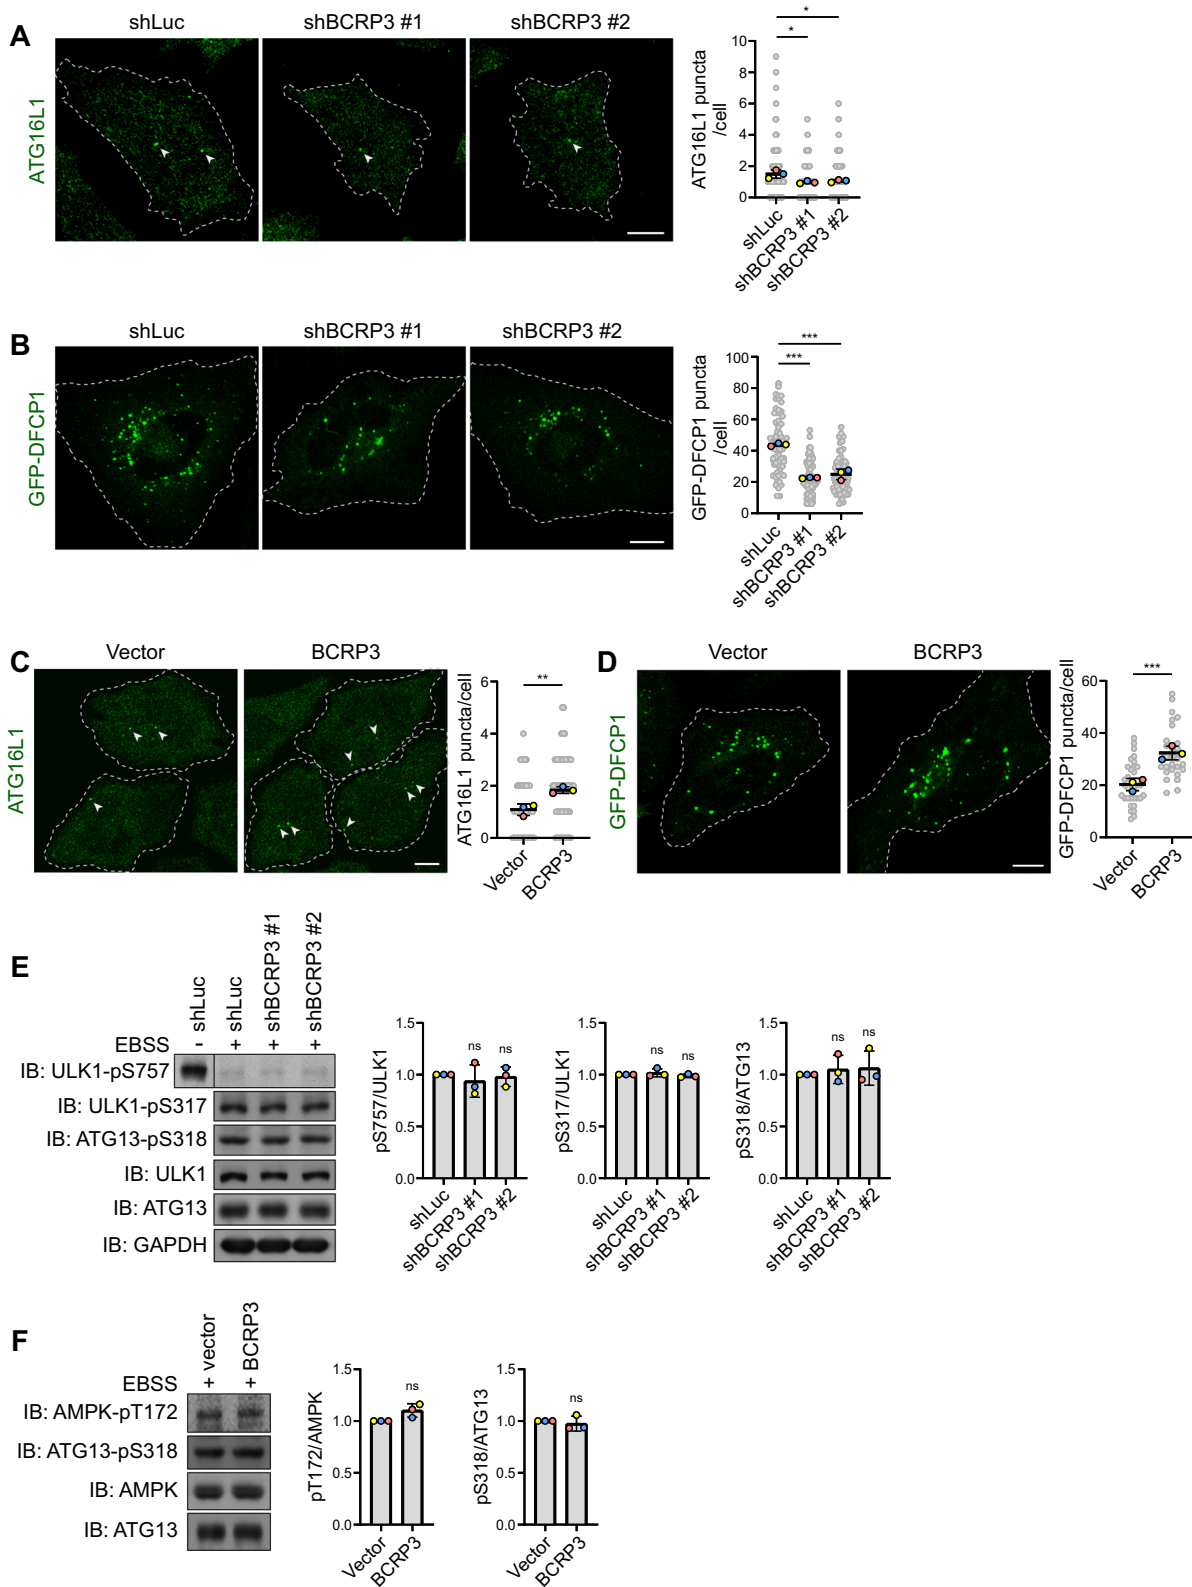 A
shLuc
shBCRP3 #1
shBCRP3 #2
ATG16L1
ATG16L1 puncta
/cell
10
8
6
4
2
0
*
*
shLuc
shBCRP3 #1
shBCRP3 #2
B
shLuc
shBCRP3 #1
shBCRP3 #2
GFP-DFCP1
GFP-DFCP1 puncta
/cell
100
80
60
40
20
0
***
***
shLuc
shBCRP3 #1
shBCRP3 #2
C
Vector
BCRP3
ATG16L1
ATG16L1 puncta/cell
6
4
2
0
**
Vector
BCRP3
D
Vector
BCRP3
GFP-DFCP1
GFP-DFCP1 puncta/cell
60
40
20
0
***
Vector
BCRP3
E
shLuc
shLuc
shBCRP3 #1
shBCRP3 #2
EBSS - + + +
IB: ULK1-pS757
IB: ULK1-pS317
IB: ATG13-pS318
IB: ULK1
IB: ATG13
IB: GAPDH
pS757/ULK1
1.5
1.0
0.5
0.0
ns ns
shLuc
shBCRP3 #1
shBCRP3 #2
pS317/ULK1
1.5
1.0
0.5
0.0
ns ns
shLuc
shBCRP3 #1
shBCRP3 #2
pS318/ATG13
1.5
1.0
0.5
0.0
ns ns
shLuc
shBCRP3 #1
shBCRP3 #2
F
vector
BCRP3
EBSS + +
IB: AMPK-pT172
IB: ATG13-pS318
IB: AMPK
IB: ATG13
pT172/AMPK
1.5
1.0
0.5
0.0
ns
Vector
BCRP3
pS318/ATG13
1.5
1.0
0.5
0.0
ns
Vector
BCRP3